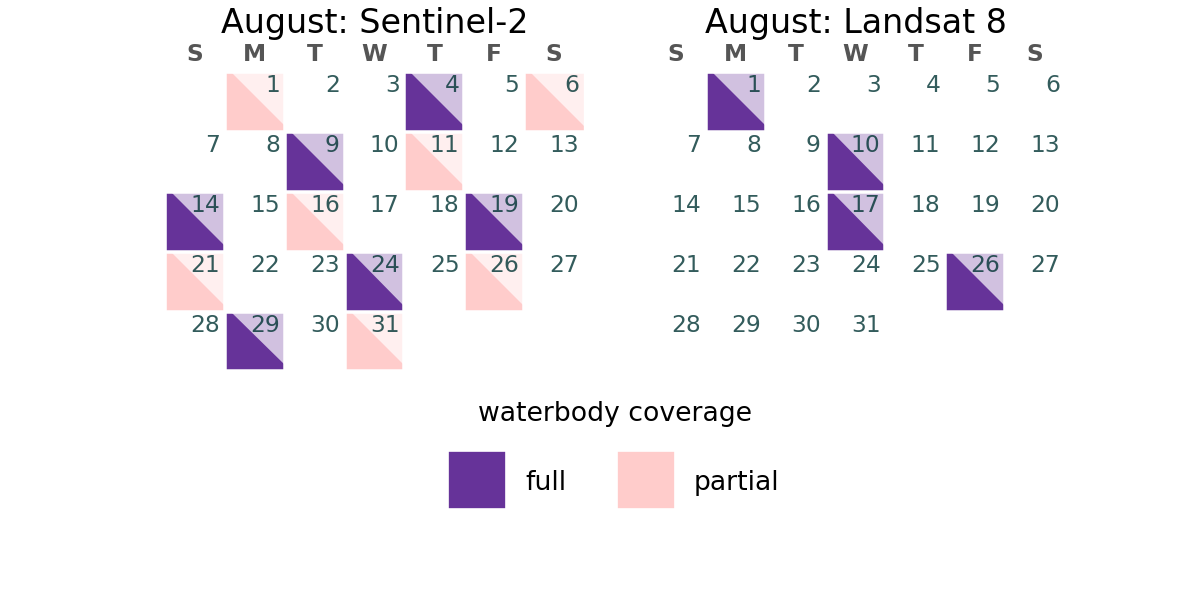 August: Sentinel-2
S M T W T F S
1 2 3 4 5 6
7 8 9 10 11 12 13
14 15 16 17 18 19 20
21 22 23 24 25 26 27
28 29 30 31
August: Landsat 8
S M T W T F S
1 2 3 4 5 6
7 8 9 10 11 12 13
14 15 16 17 18 19 20
21 22 23 24 25 26 27
28 29 30 31
waterbody coverage
full
partial